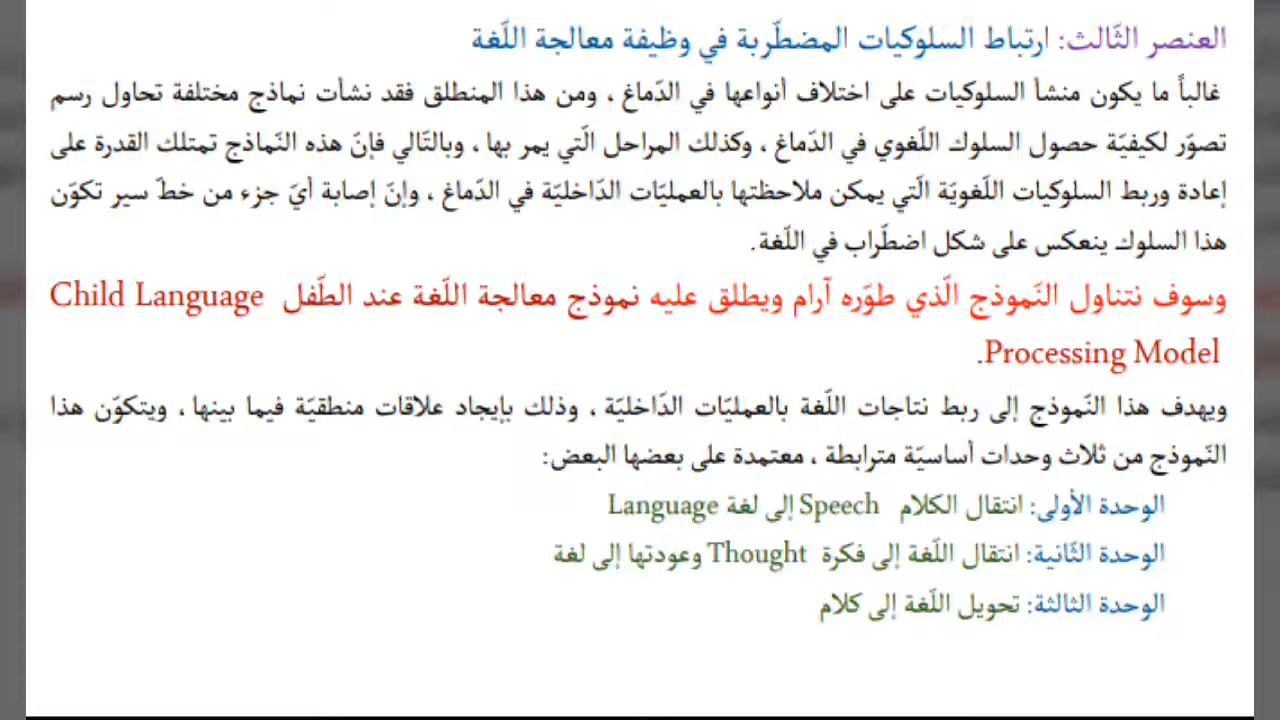 العنصر الثّالث: ارتباط السلوكيات المضطّربة في وظيفة معالجة اللّغة
غالباً ما يكون منشأ السلوكيات على اختلاف أنواعها في الدّماغ ، ومن هذا المنطلق فقد نشأت نماذج مختلفة تحاول رسم
تصوّر لكيفيّة حصول السلوك اللّغوي في الدّماغ ، وكذلك المراحل الّتي يمر بها ، وبالتّالي فإنّ هذه النّماذج تمتلك القدرة على
إعادة وربط السلوكيات اللّغويّة الّتي يمكن ملاحظتها بالعمليّات الدّاخليّة في الدّماغ ، وإنّ إصابة أيّ جزء من خطّ سير تكوّن
هذا السلوك ينعكس على شكل اضطّراب في اللّغة.
وسوف نتناول النّموذج الّذي طوّره آرام ويطلق عليه نموذج معالجة اللّغة عند الطّفل Child Language
Processing Model.
ويهدف هذا النّموذج إلى ربط نتاجات اللّغة بالعمليّات الدّاخليّة ، وذلك بإيجاد علاقات منطقيّة فيما بينها ، ويتكوّن هذا
النّموذج من ثلاث وحدات أساسيّة مترابطة ، معتمدة على بعضها البعض:
الوحدة الأولى: انتقال الكلام Speech إلى لغة Language
الوحدة الثّانية: انتقال اللّغة إلى فكرة Thought وعودتها إلى لغة
الوحدة الثالثة: تحويل اللّغة إلى كلام